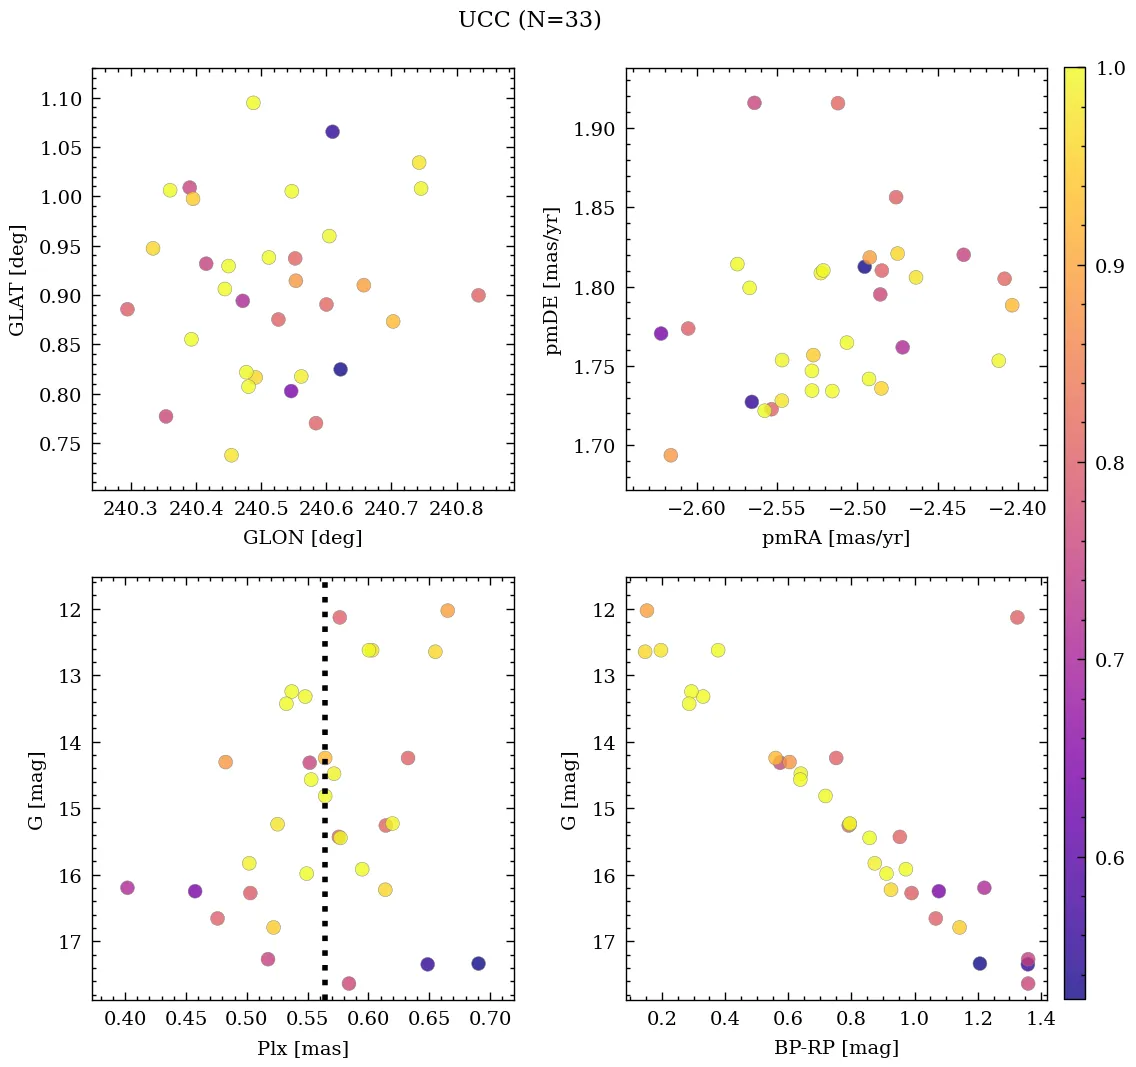 UCC (N=33)
1.10
1.05
1.00
0.95
0.90
0.85
0.80
0.75
GLAT [deg]
240.3 240.4 240.5 240.6 240.7 240.8
GLON [deg]
1.90
1.85
1.80
1.75
1.70
pmDE [mas/yr]
−2.60 −2.55 −2.50 −2.45 −2.40
pmRA [mas/yr]
1.0
0.9
0.8
0.7
0.6
12
13
14
15
16
17
G [mag]
0.40 0.45 0.50 0.55 0.60 0.65 0.70
Plx [mas]
12
13
14
15
16
17
G [mag]
0.2 0.4 0.6 0.8 1.0 1.2 1.4
BP-RP [mag]